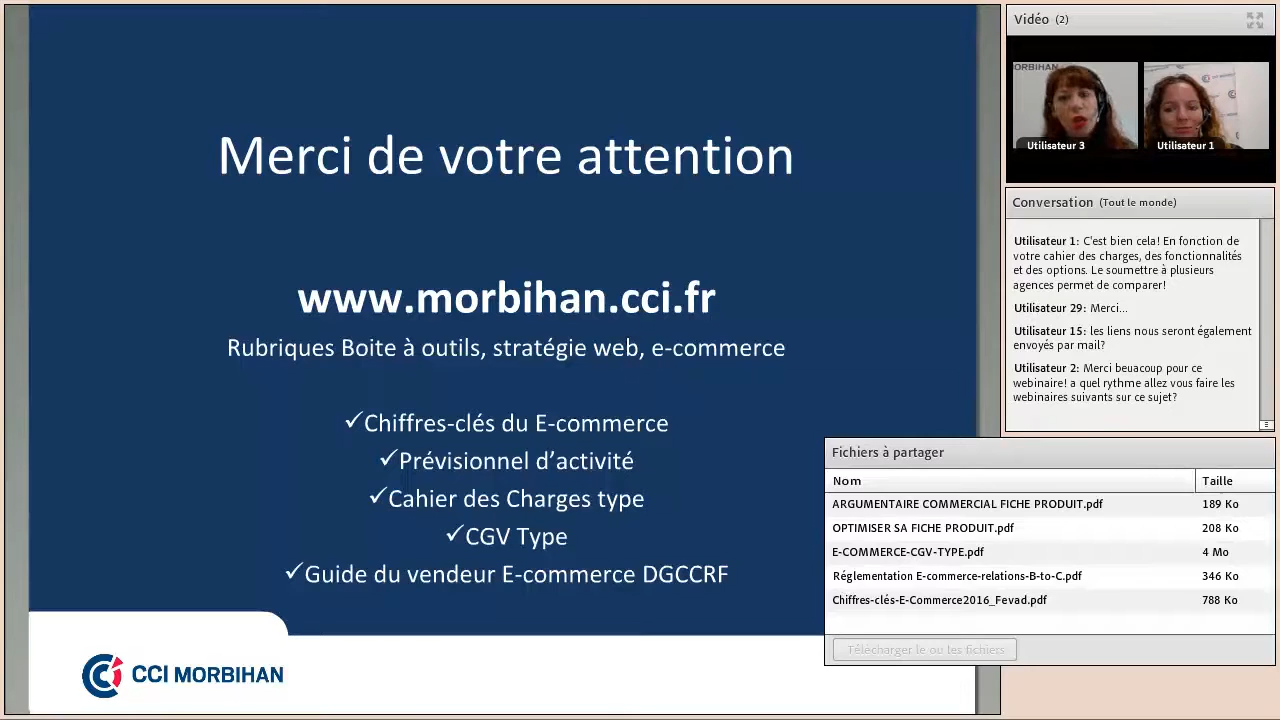 Merci de votre attention
www.morbihan.cci.fr
Rubriques Boite à outils, stratégie web, e-commerce
✓Chiffres-clés du E-commerce
✓Prévisionnel d’activité
✓Cahier des Charges type
✓CGV Type
✓Guide du vendeur E-commerce DGCCRF
CCI MORBIHAN
Vidéo (2)
MORBIHAN
Utilisateur 3
Utilisateur 1
Conversation (Tout le monde)
Utilisateur 1: C'est bien cela! En fonction de
votre cahier des charges, des fonctionnalités
et des options. Le soumettre à plusieurs
agences permet de comparer!
Utilisateur 29: Merci...
Utilisateur 15: les liens nous seront également
envoyés par mail?
Utilisateur 2: Merci beuacoup pour ce
webinaire! a quel rythme allez vous faire les
webinaires suivants sur ce sujet?
Fichiers à partager
Nom Taille
ARGUMENTAIRE COMMERCIAL FICHE PRODUIT.pdf 189 Ko
OPTIMISER SA FICHE PRODUIT.pdf 208 Ko
E-COMMERCE-CGV-TYPE.pdf 4 Mo
Réglementation E-commerce-relations-B-to-C.pdf 346 Ko
Chiffres-clés-E-Commerce2016_Fevad.pdf 788 Ko
Télécharger le ou les fichiers